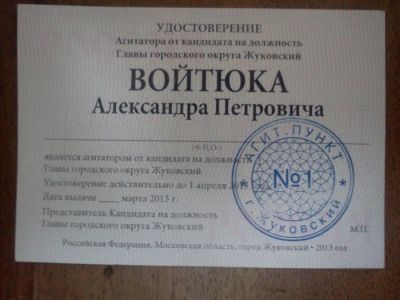 УДОСТОВЕРЕНИЕ
Агитатора от кандидата на должность
Главы городского округа Жуковский
ВОЙТЮКА
Александра Петровича
(Ф.И.О.)
является агитатором от кандидата на должность
Главы городского округа Жуковский
Удостоверение действительно до 1 апреля 2013 года
Дата выдачи ____ марта 2013 г.
Представитель Кандидата на должность
Главы городского округа Жуковский
М.П.
Российская Федерация, Московская область, город Жуковский • 2013 год
АГИТ. ПУНКТ
№1
г. Жуковский